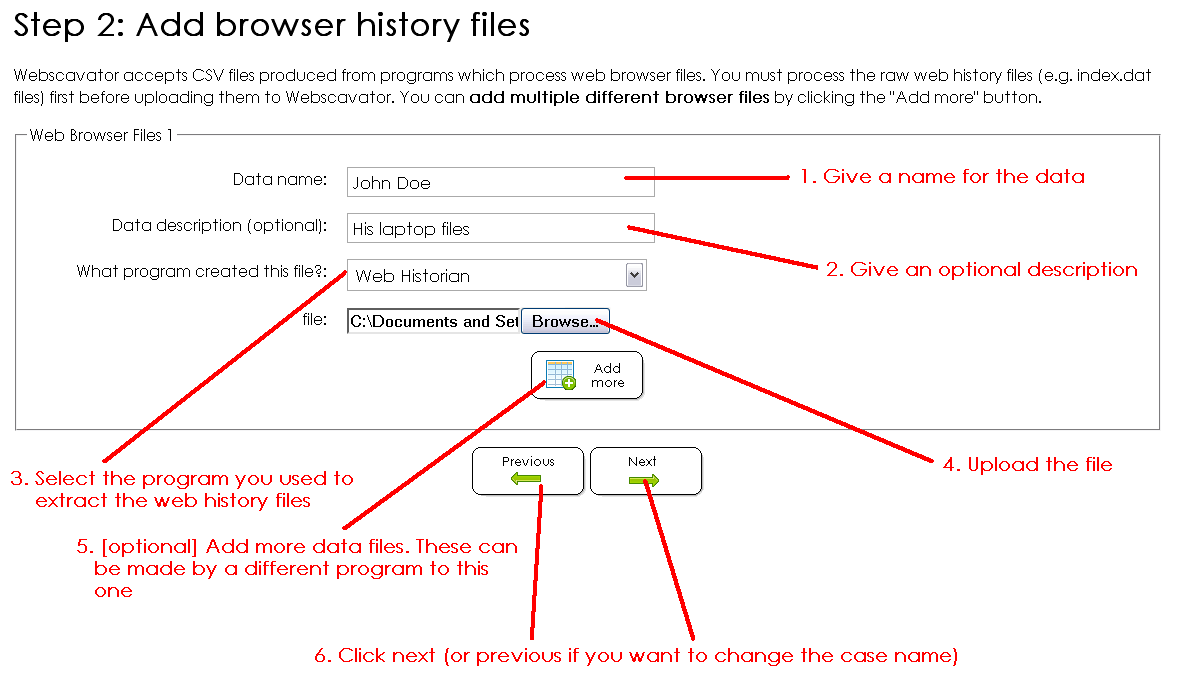 Step 2: Add browser history files
Webscavator accepts CSV files produced from programs which process web browser files. You must process the raw web history files (e.g. index.dat
files) first before uploading them to Webscavator. You can add multiple different browser files by clicking the "Add more" button.
Web Browser Files 1
Data name:
John Doe
1. Give a name for the data
Data description (optional):
His laptop files
2. Give an optional description
What program created this file?:
Web Historian
file:
C:\Documents and Set
Browse...
Add
more
3. Select the program you used to
extract the web history files
Previous
Next
4. Upload the file
5. [optional] Add more data files. These can
be made by a different program to this
one
6. Click next (or previous if you want to change the case name)